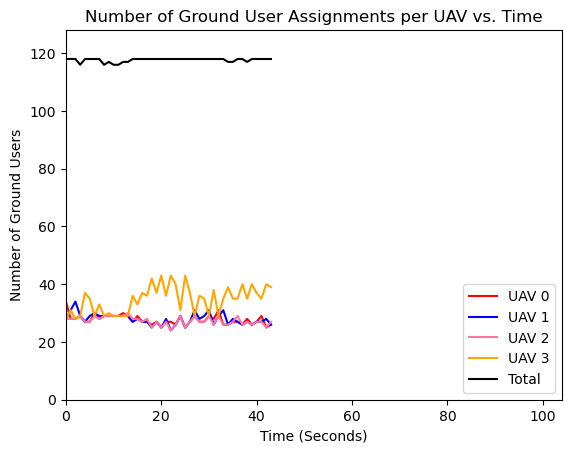 Number of Ground User Assignments per UAV vs. Time
Number of Ground Users
120
100
80
60
40
20
0
0 20 40 60 80 100
Time (Seconds)
UAV 0
UAV 1
UAV 2
UAV 3
Total